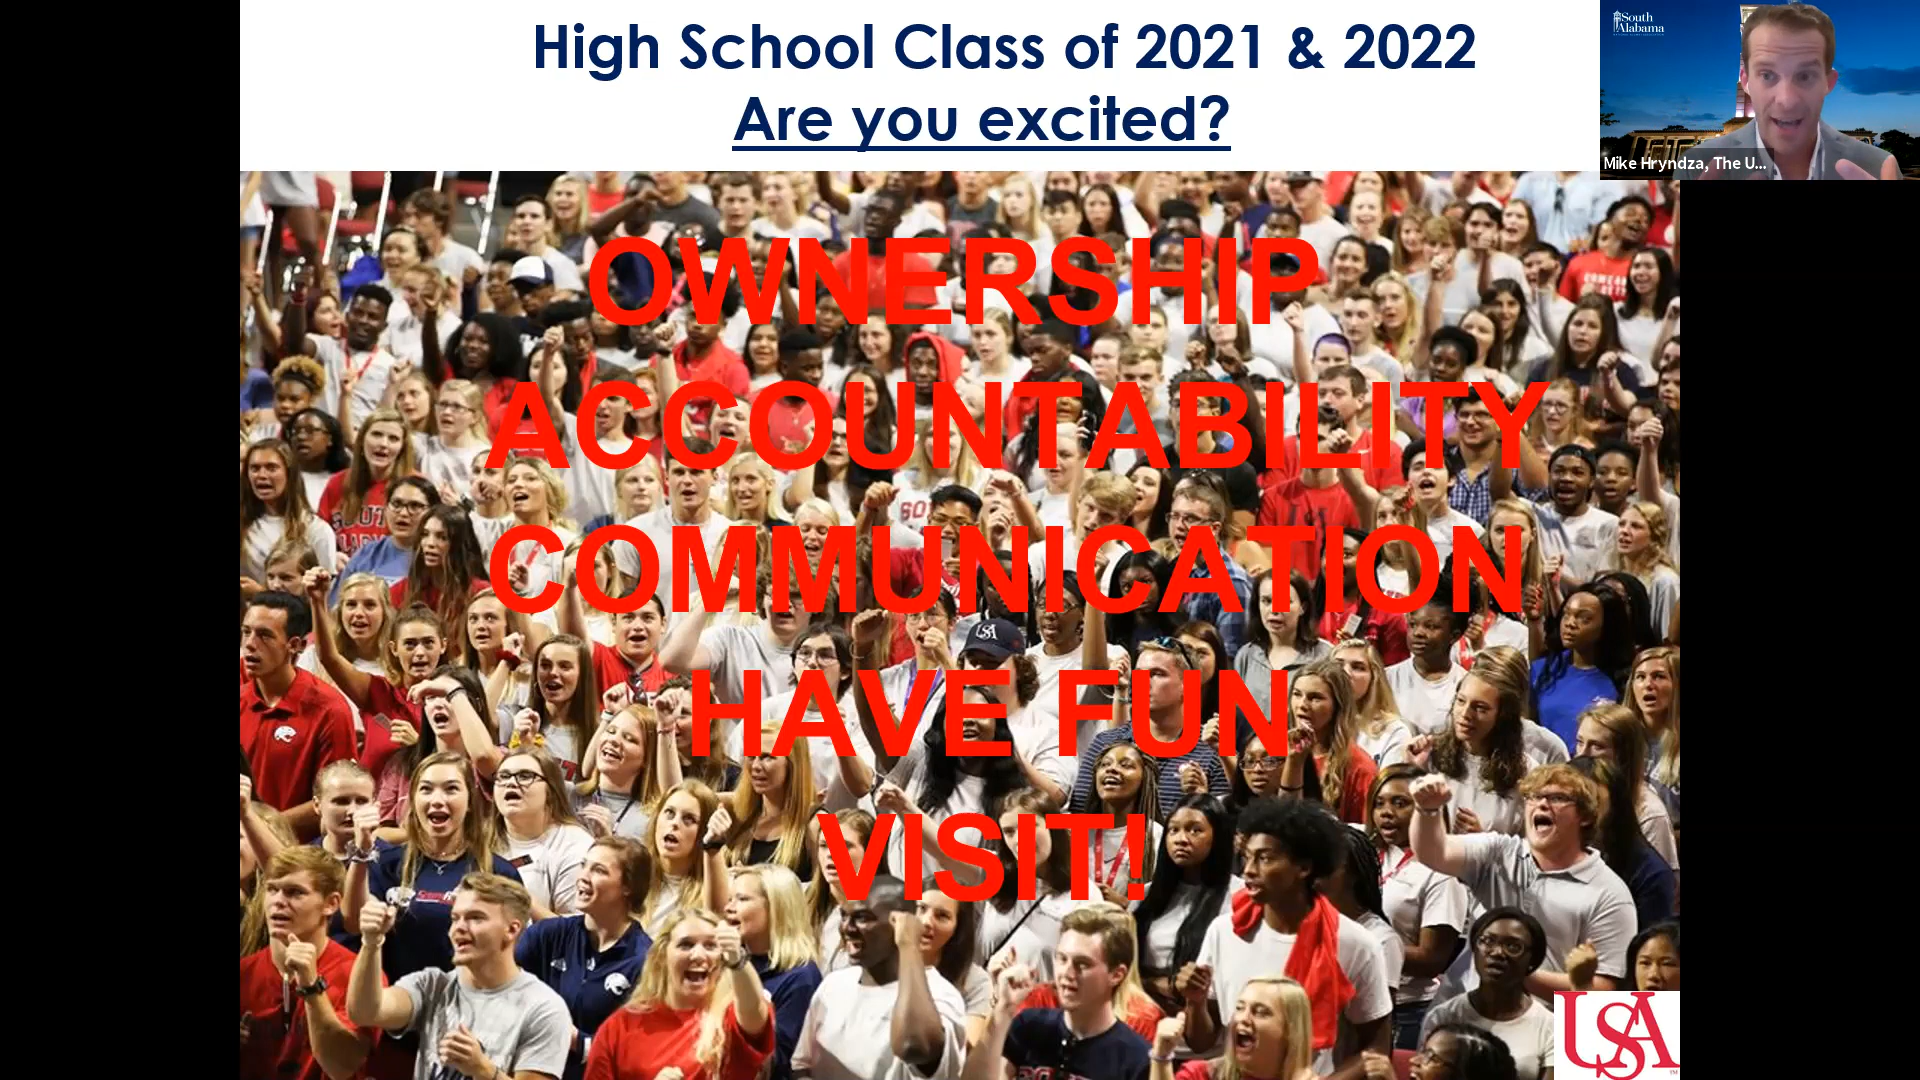 High School Class of 2021 & 2022
Are you excited?
South
Alabama
Mike Hryndza, The U...
OWNERSHIP
ACCOUNTABILITY
COMMUNICATION
HAVE FUN
VISIT!
USA
USA